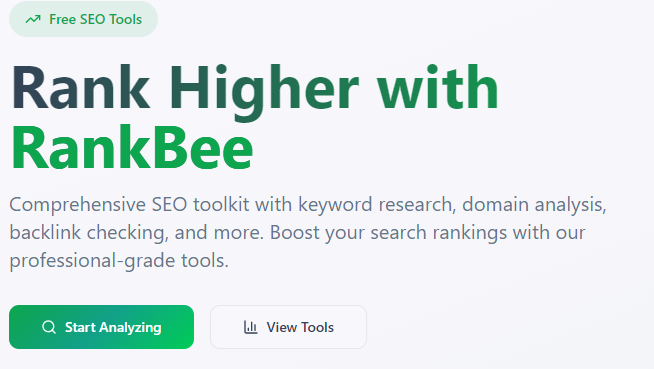 Free SEO Tools
Rank Higher with
RankBee
Comprehensive SEO toolkit with keyword research, domain analysis,
backlink checking, and more. Boost your search rankings with our
professional-grade tools.
Start Analyzing
View Tools